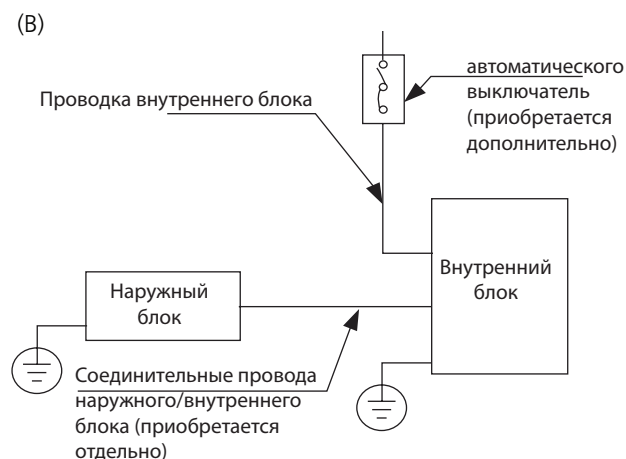 (B)
автоматического
выключатель
(приобретается
дополнительно)
Проводка внутреннего блока
Внутренний
блок
Наружный
блок
Соединительные провода
наружного/внутреннего
блока (приобретается
отдельно)